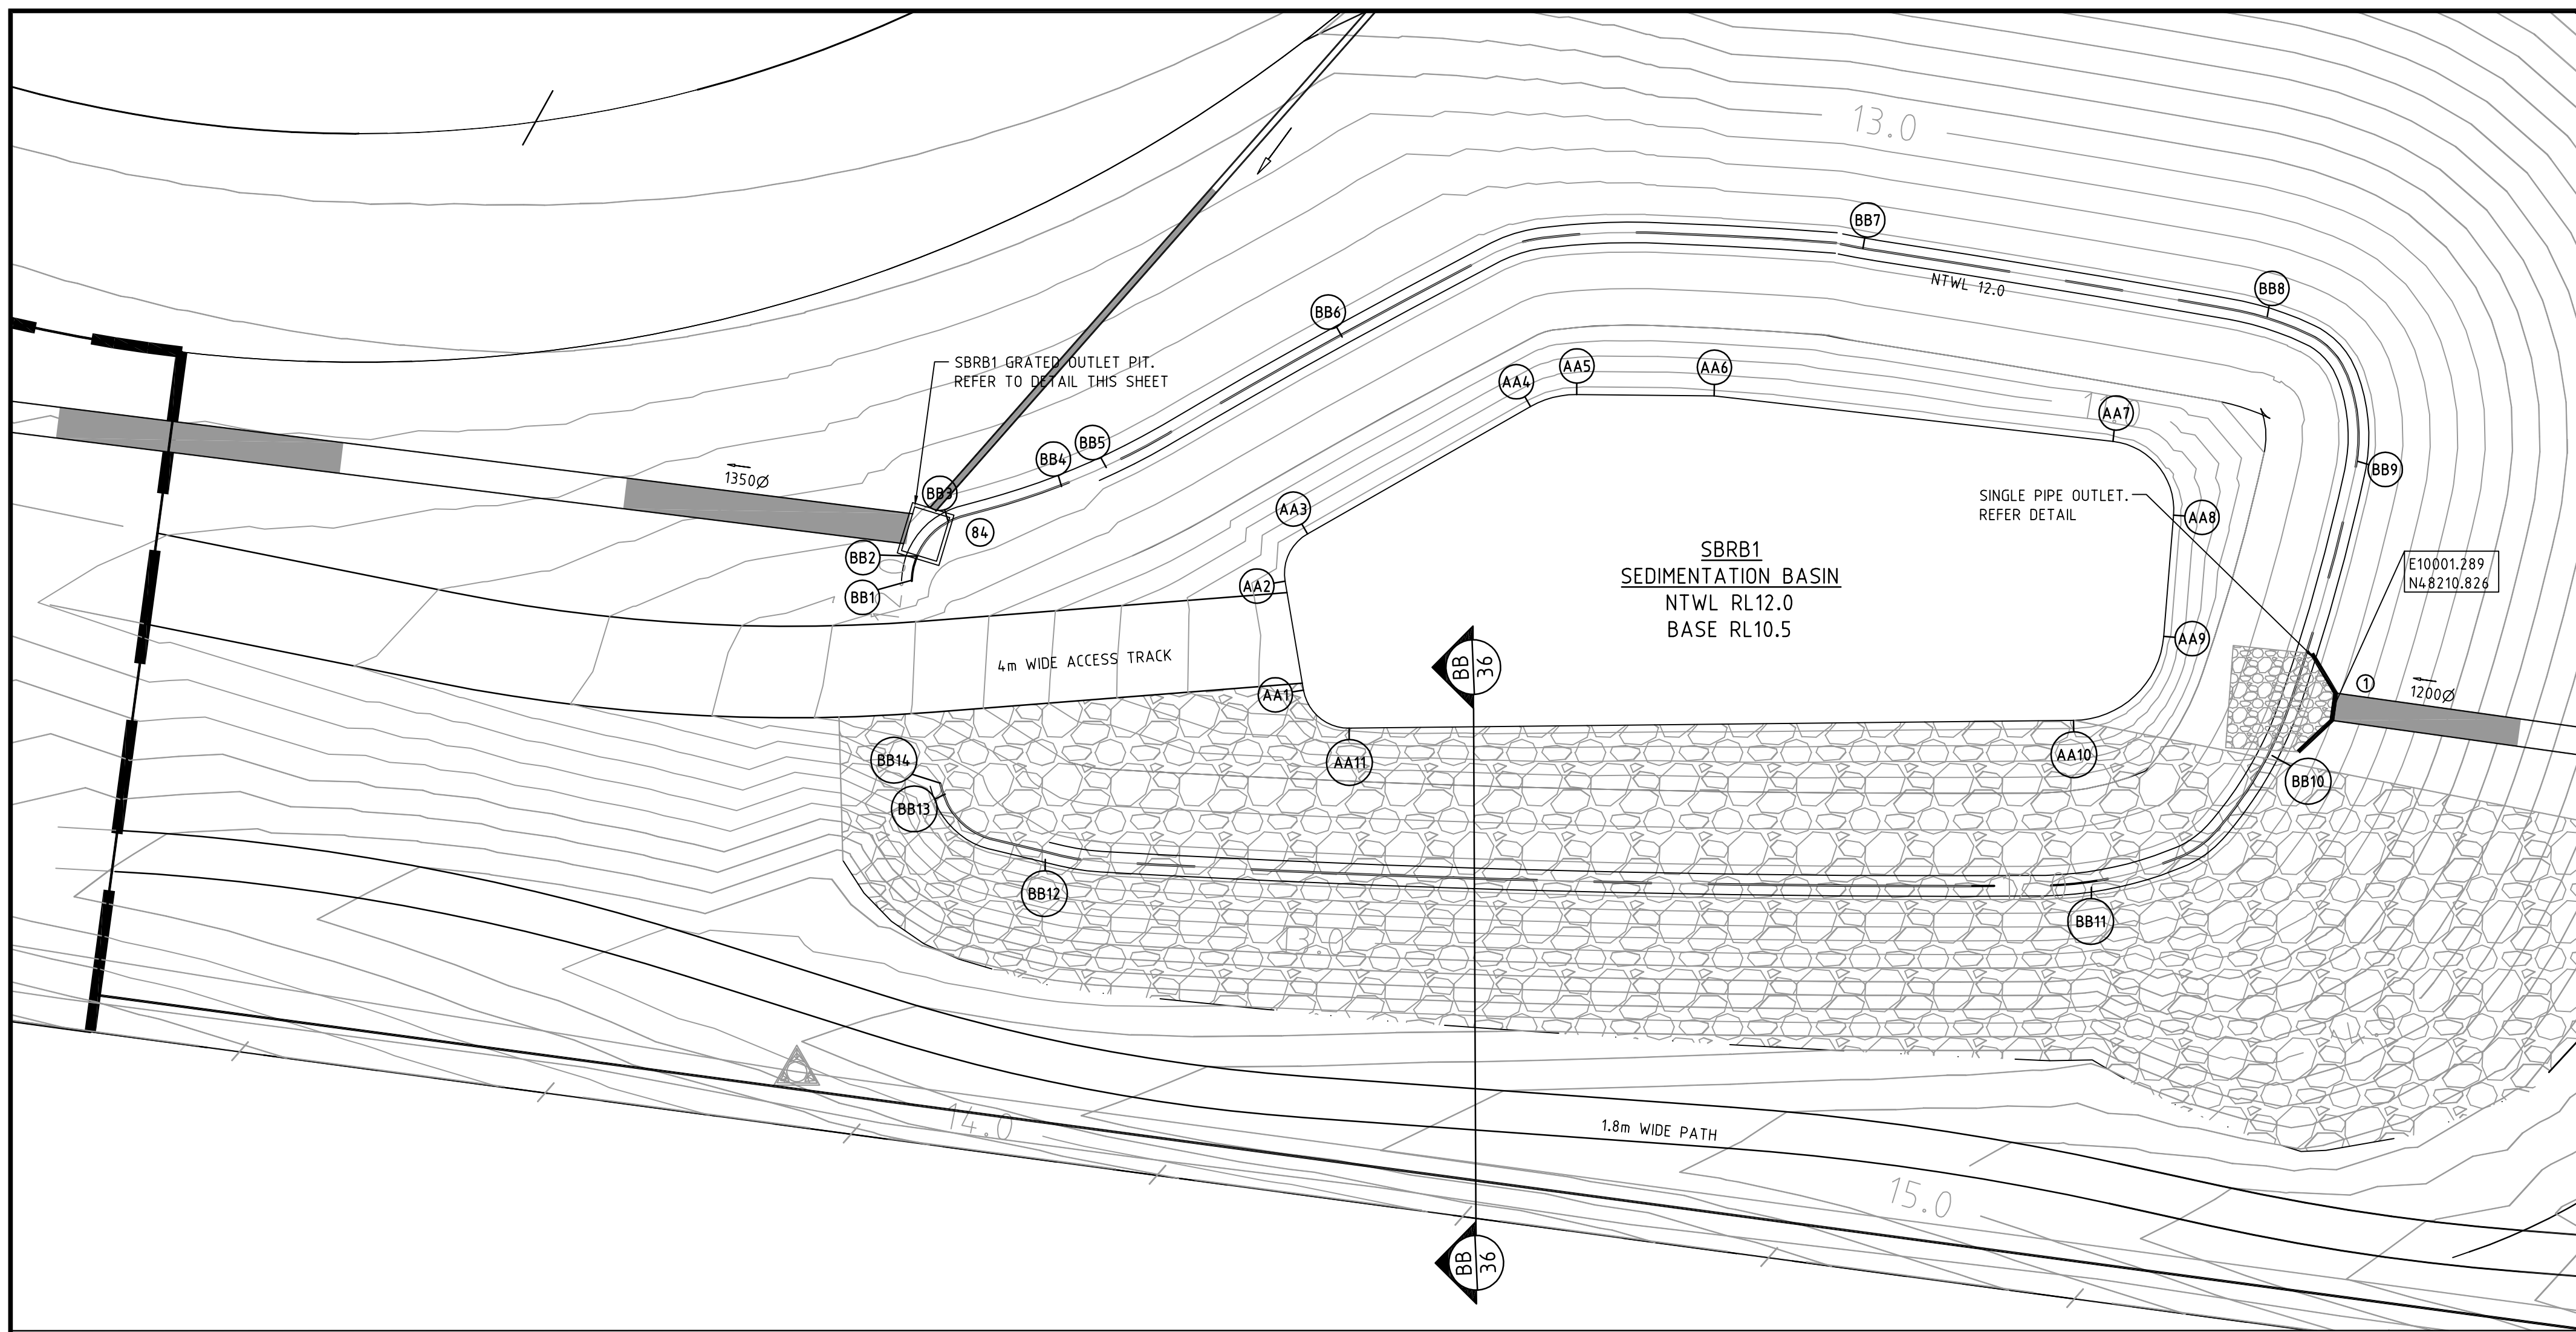 13.0
BB7
NTWL 12.0
BB8
BB6
SBRB1 GRATED OUTLET PIT.
REFER TO DETAIL THIS SHEET
AA5
AA6
AA4
AA7
BB5
BB4
BB9
1350Ø
BB3
SINGLE PIPE OUTLET.
REFER DETAIL
AA3
AA8
84
BB2
SBRB1
SEDIMENTATION BASIN
NTWL RL12.0
BASE RL10.5
E10001.289
N48210.826
AA2
BB1
AA9
4m WIDE ACCESS TRACK
BB
36
AA1
1
1200Ø
BB14
AA11
AA10
BB10
BB13
BB12
BB11
13.0
14.0
14.0
1.8m WIDE PATH
15.0
BB
36